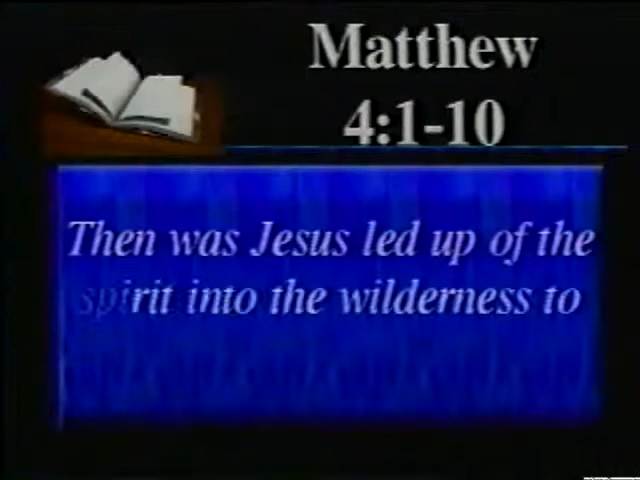 Matthew
4:1-10
Then was Jesus led up of the
spirit into the wilderness to